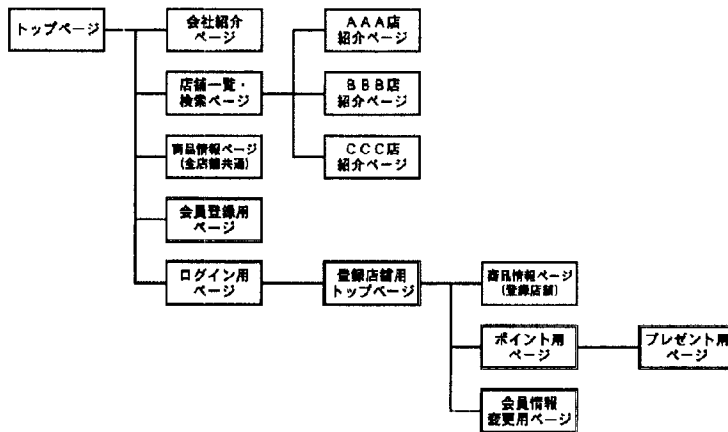 トップページ
会社紹介
ページ
店舗一覧・
検索ページ
ＡＡＡ店
紹介ページ
ＢＢＢ店
紹介ページ
ＣＣＣ店
紹介ページ
商品情報ページ
(全店舗共通)
会員登録用
ページ
ログイン用
ページ
登録店舗用
トップページ
商品情報ページ
(登録店舗)
ポイント用
ページ
プレゼント用
ページ
会員情報
変更用ページ